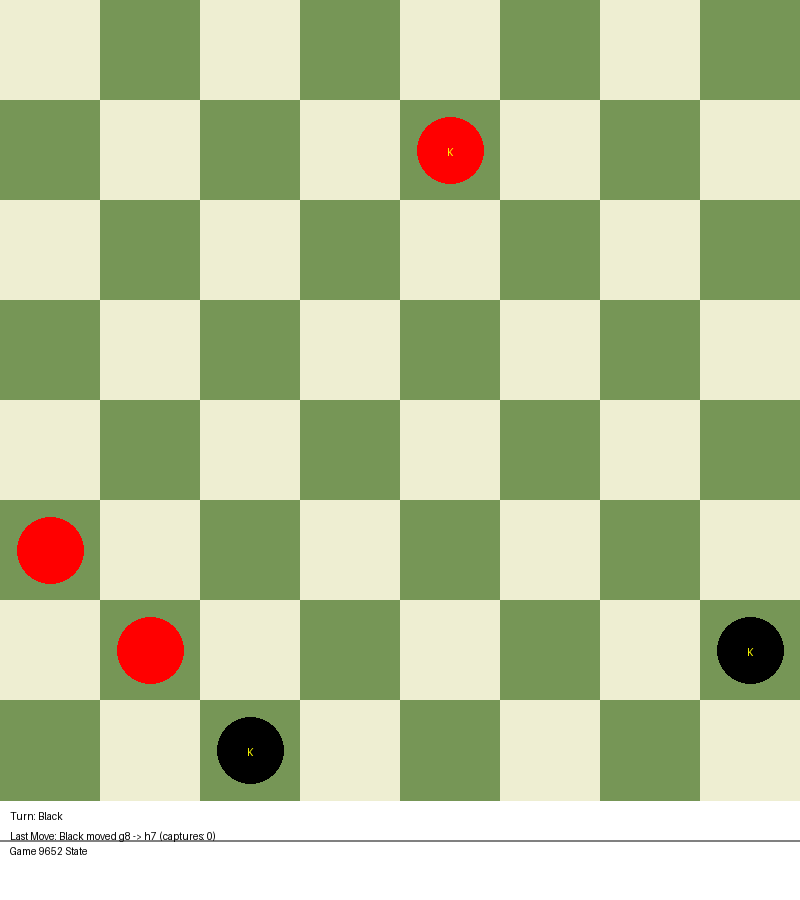 K
K
K
Turn: Black
Last Move: Black moved g8 -> h7 (captures: 0)
Game 9652 State